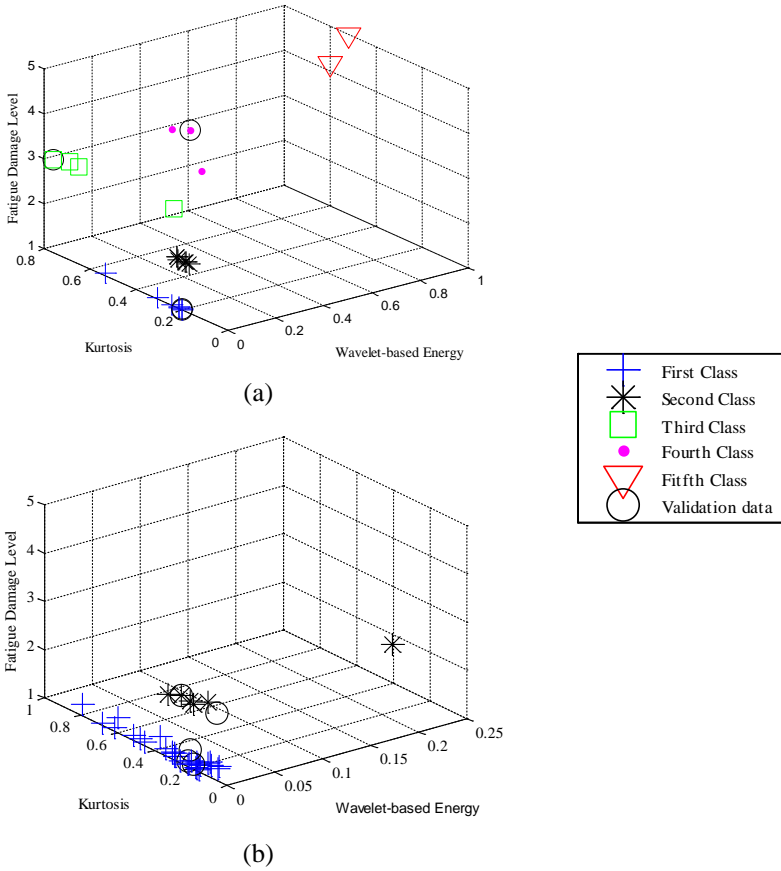 5
4
3
2
1
Fatigue Damage Level
0.8
0.6
0.4
0.2
0
Kurtosis
0
0.2
0.4
0.6
0.8
1
Wavelet-based Energy
(a)
First Class
Second Class
Third Class
Fourth Class
Fitfth Class
Validation data
5
4
3
2
1
Fatigue Damage Level
1
0.8
0.6
0.4
0.2
0
Kurtosis
0
0.05
0.1
0.15
0.2
0.25
Wavelet-based Energy
(b)